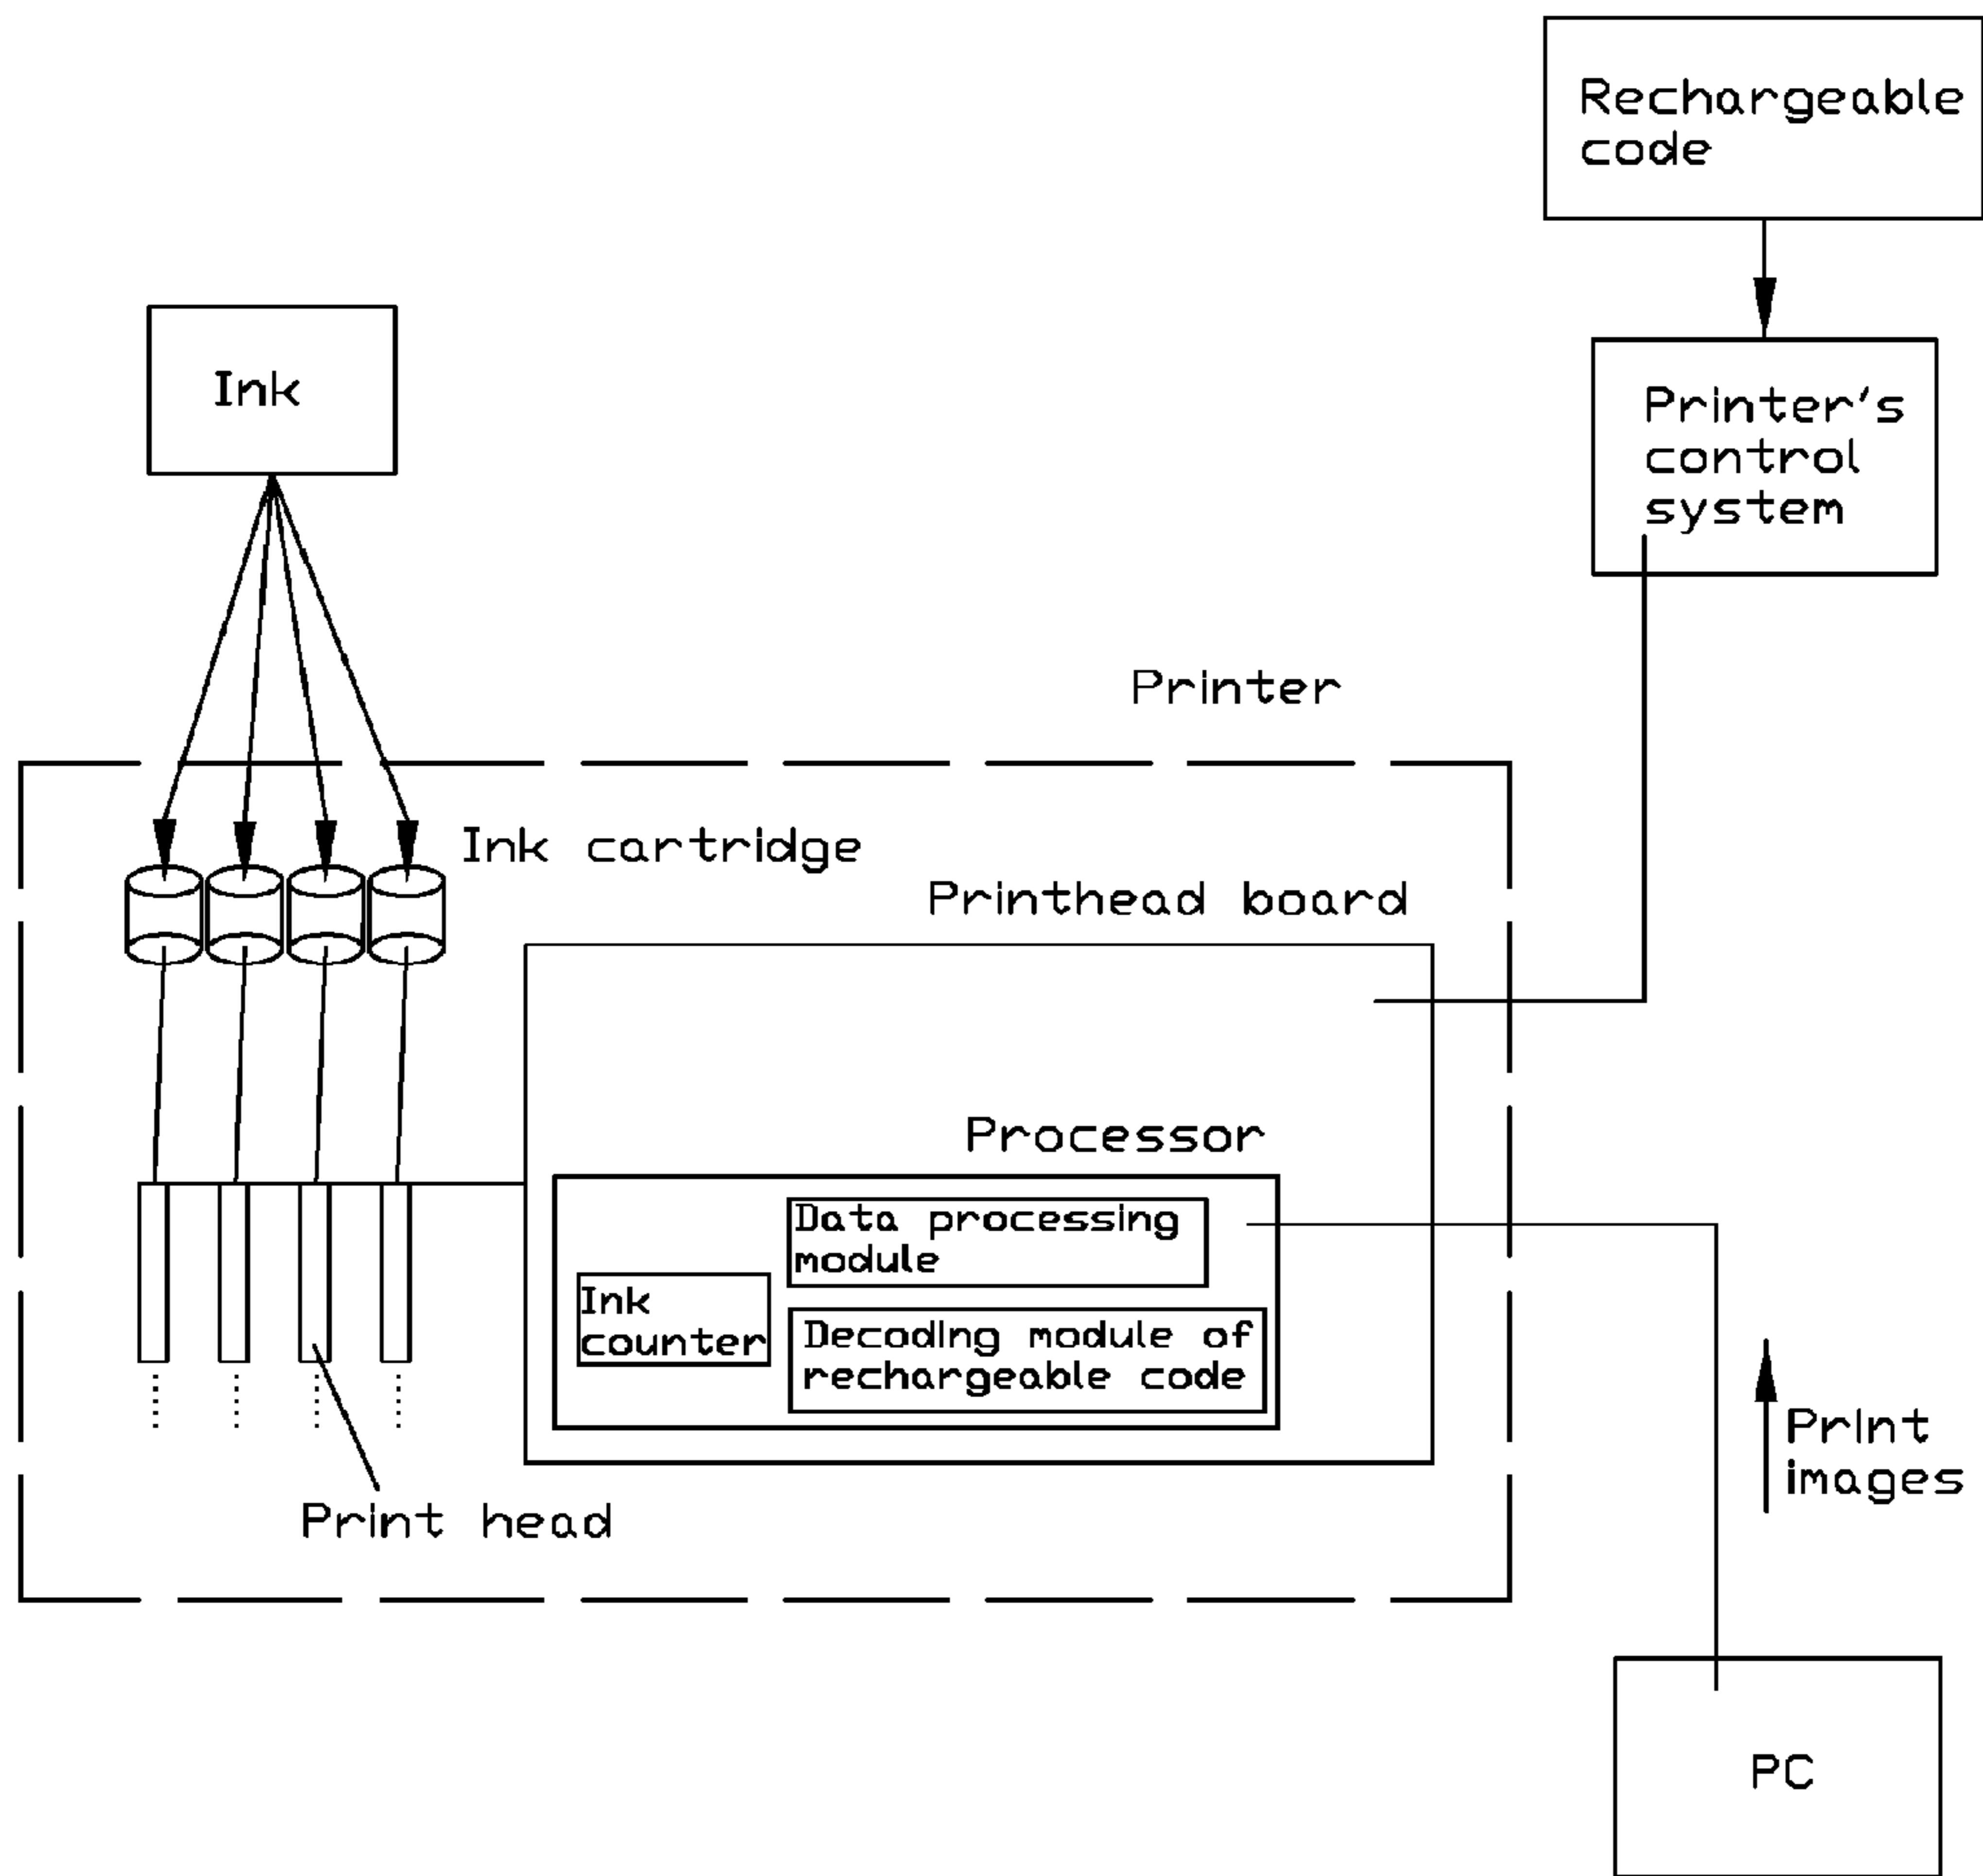 Rechargeable
code
Ink
Printer's
control
system
Printer
Ink cartridge
Printhead board
Processor
Data processing
module
Ink
counter
Decoding module of
rechargeable code
Print
images
Print head
PC